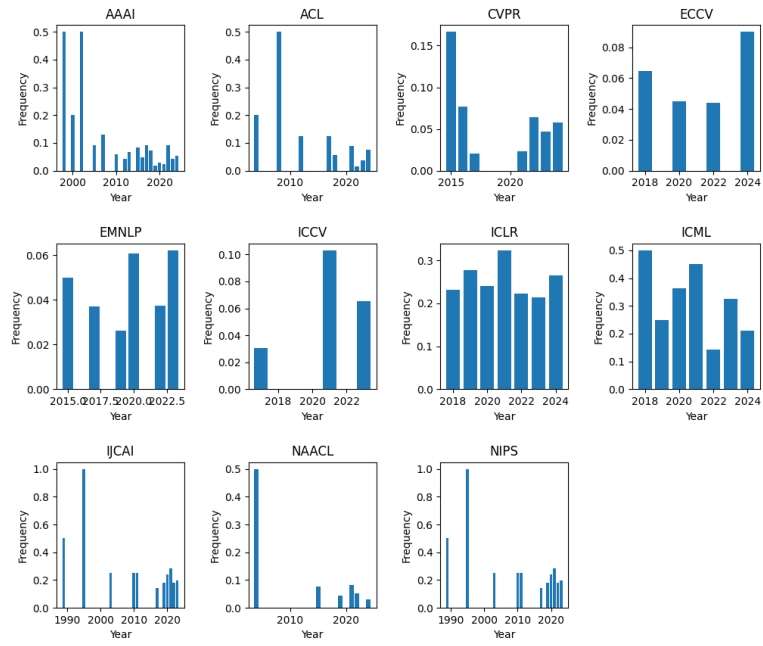 AAAI
Frequency
0.5
0.4
0.3
0.2
0.1
0.0
2000 2010 2020
Year
ACL
Frequency
0.5
0.4
0.3
0.2
0.1
0.0
2010 2020
Year
CVPR
Frequency
0.15
0.10
0.05
0.00
2015 2020
Year
ECCV
Frequency
0.08
0.06
0.04
0.02
0.00
2018 2020 2022 2024
Year
EMNLP
Frequency
0.06
0.04
0.02
0.00
2015.0 2017.5 2020.0 2022.5
Year
ICCV
Frequency
0.10
0.08
0.06
0.04
0.02
0.00
2018 2020 2022
Year
ICLR
Frequency
0.3
0.2
0.1
0.0
2018 2020 2022 2024
Year
ICML
Frequency
0.5
0.4
0.3
0.2
0.1
0.0
2018 2020 2022 2024
Year
IJCAI
Frequency
1.0
0.8
0.6
0.4
0.2
0.0
1990 2000 2010 2020
Year
NAACL
Frequency
0.5
0.4
0.3
0.2
0.1
0.0
2010 2020
Year
NIPS
Frequency
1.0
0.8
0.6
0.4
0.2
0.0
1990 2000 2010 2020
Year